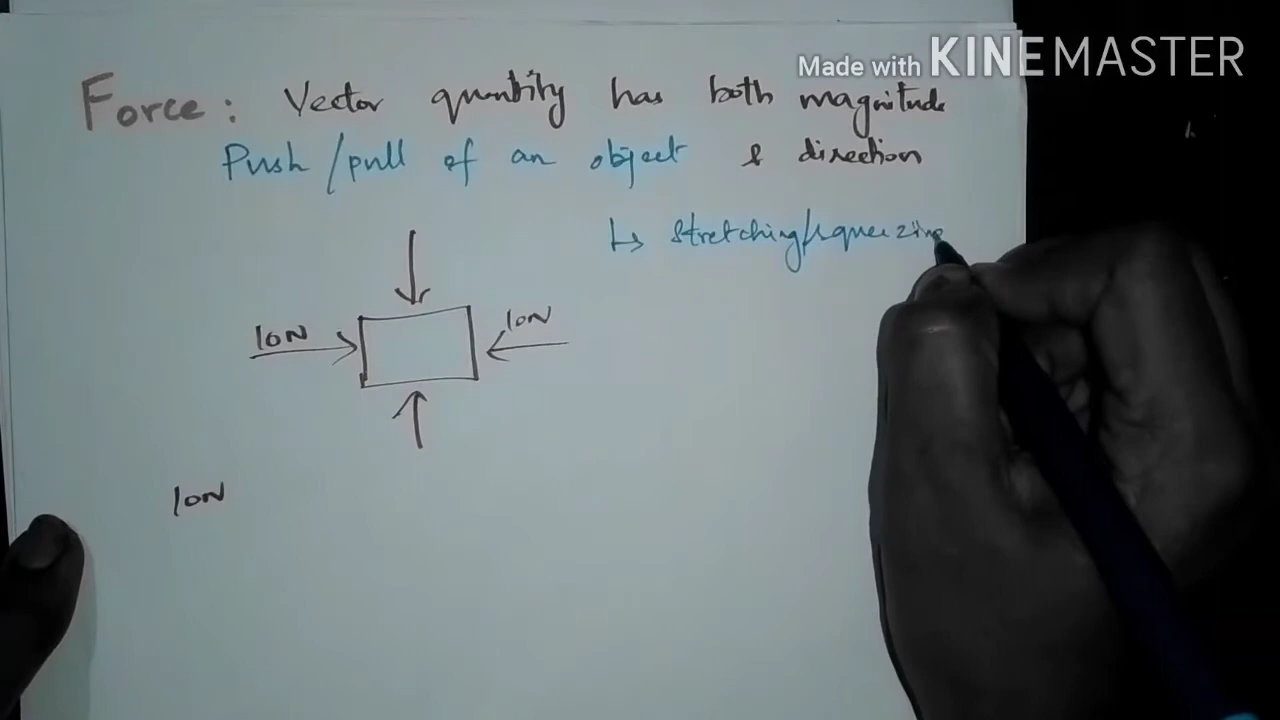 Made with KINEMASTER
Force: Vector quantity has both magnitude
Push/pull of an object & direction
↳ stretching/squeezing
10N
10N
10N